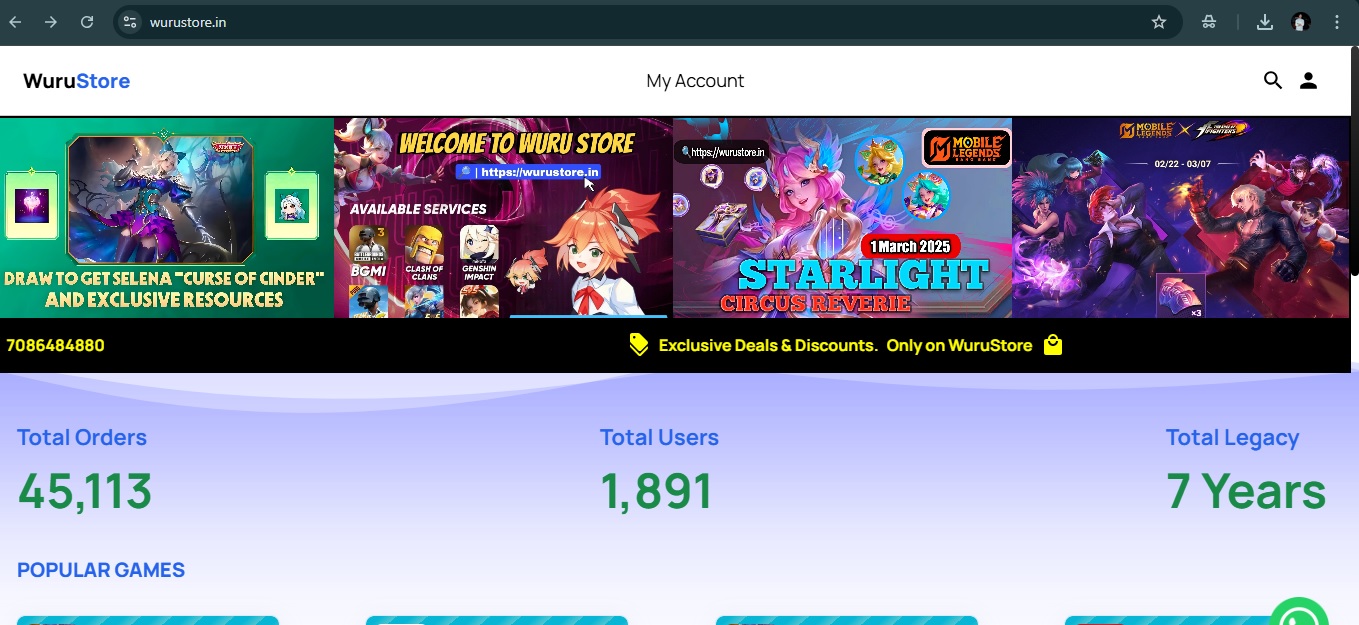 wurustore.in
WuruStore
My Account
DRAW TO GET SELENA "CURSE OF CINDER"
AND EXCLUSIVE RESOURCES
WELCOME TO WURU STORE
| https://wurustore.in
AVAILABLE SERVICES
BGMI
CLASH OF
CLANS
GENSHIN
IMPACT
https://wurustore.in
MOBILE
LEGENDS
BANG BANG
1 March 2025
STARLIGHT
CIRCUS REVERIE
MOBILE
LEGENDS
FIGHTERS
02/22 - 03/07
×3
7086484880
Exclusive Deals & Discounts. Only on WuruStore
Total Orders
Total Users
Total Legacy
45,113
1,891
7 Years
POPULAR GAMES